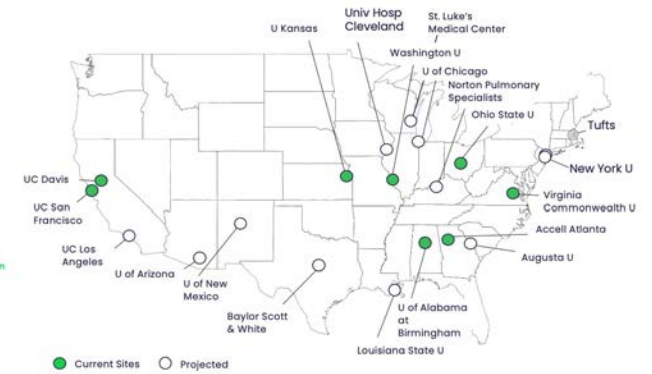 Univ Hosp
Cleveland
St. Luke's
Medical Center
U Kansas
Washington U
U of Chicago
Norton Pulmonary
Specialists
Ohio State U
Tufts
New York U
UC Davis
UC San
Francisco
Virginia
Commonwealth U
Accell Atlanta
UC Los
Angeles
Augusta U
U of Arizona
U of New
Mexico
Baylor Scott
& White
U of Alabama
at
Birmingham
Louisiana State U
Current Sites
Projected